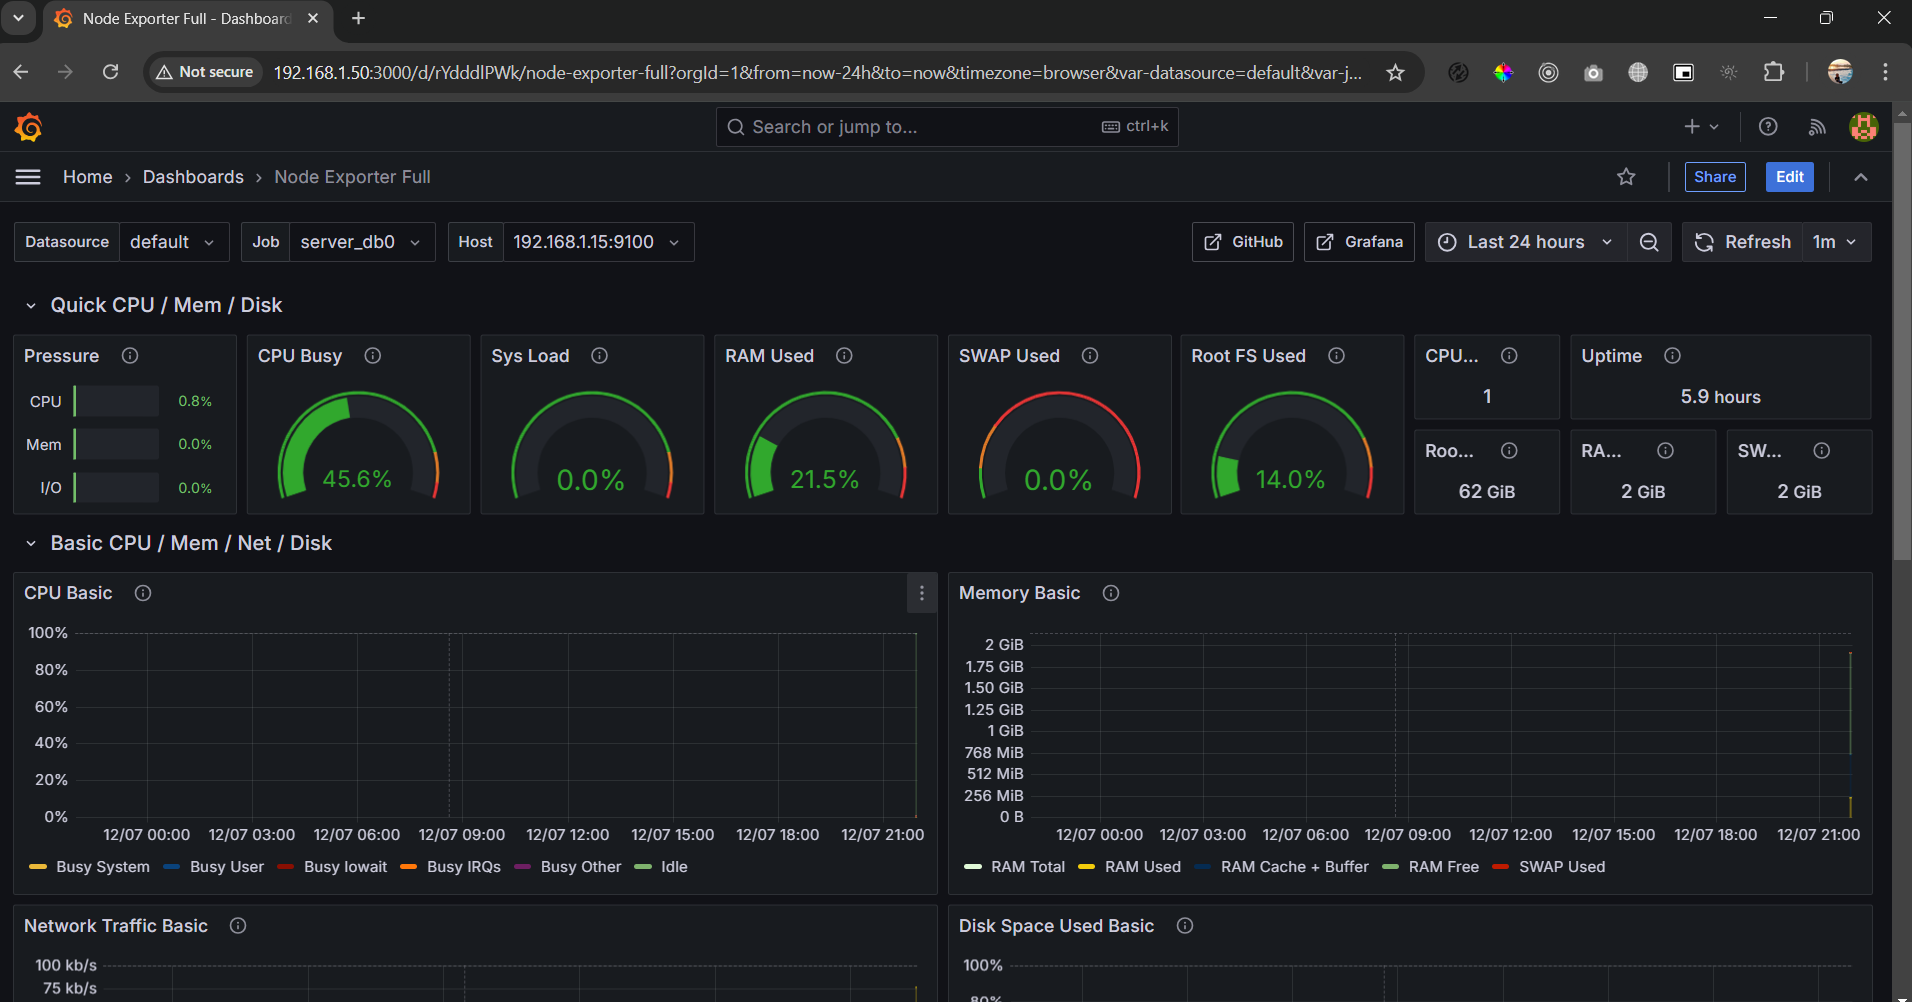 Node Exporter Full - Dashboard
Not secure
192.168.1.50:3000/d/rYdddlPWk/node-exporter-full?orgId=1&from=now-24h&to=now&timezone=browser&var-datasource=default&var-j...
Search or jump to...
ctrl+k
Home › Dashboards › Node Exporter Full
Share
Edit
Datasource default
Job server_db0
Host 192.168.1.15:9100
GitHub
Grafana
Last 24 hours
Refresh
1m
Quick CPU / Mem / Disk
Pressure
CPU 0.8%
Mem 0.0%
I/O 0.0%
CPU Busy
45.6%
Sys Load
0.0%
RAM Used
21.5%
SWAP Used
0.0%
Root FS Used
14.0%
CPU...
1
Uptime
5.9 hours
Roo...
62 GiB
RA...
2 GiB
SW...
2 GiB
Basic CPU / Mem / Net / Disk
CPU Basic
100%
80%
60%
40%
20%
0%
12/07 00:00 12/07 03:00 12/07 06:00 12/07 09:00 12/07 12:00 12/07 15:00 12/07 18:00 12/07 21:00
Busy System Busy User Busy Iowait Busy IRQs Busy Other Idle
Memory Basic
2 GiB
1.75 GiB
1.50 GiB
1.25 GiB
1 GiB
768 MiB
512 MiB
256 MiB
0 B
12/07 00:00 12/07 03:00 12/07 06:00 12/07 09:00 12/07 12:00 12/07 15:00 12/07 18:00 12/07 21:00
RAM Total RAM Used RAM Cache + Buffer RAM Free SWAP Used
Network Traffic Basic
100 kb/s
75 kb/s
Disk Space Used Basic
100%
80%